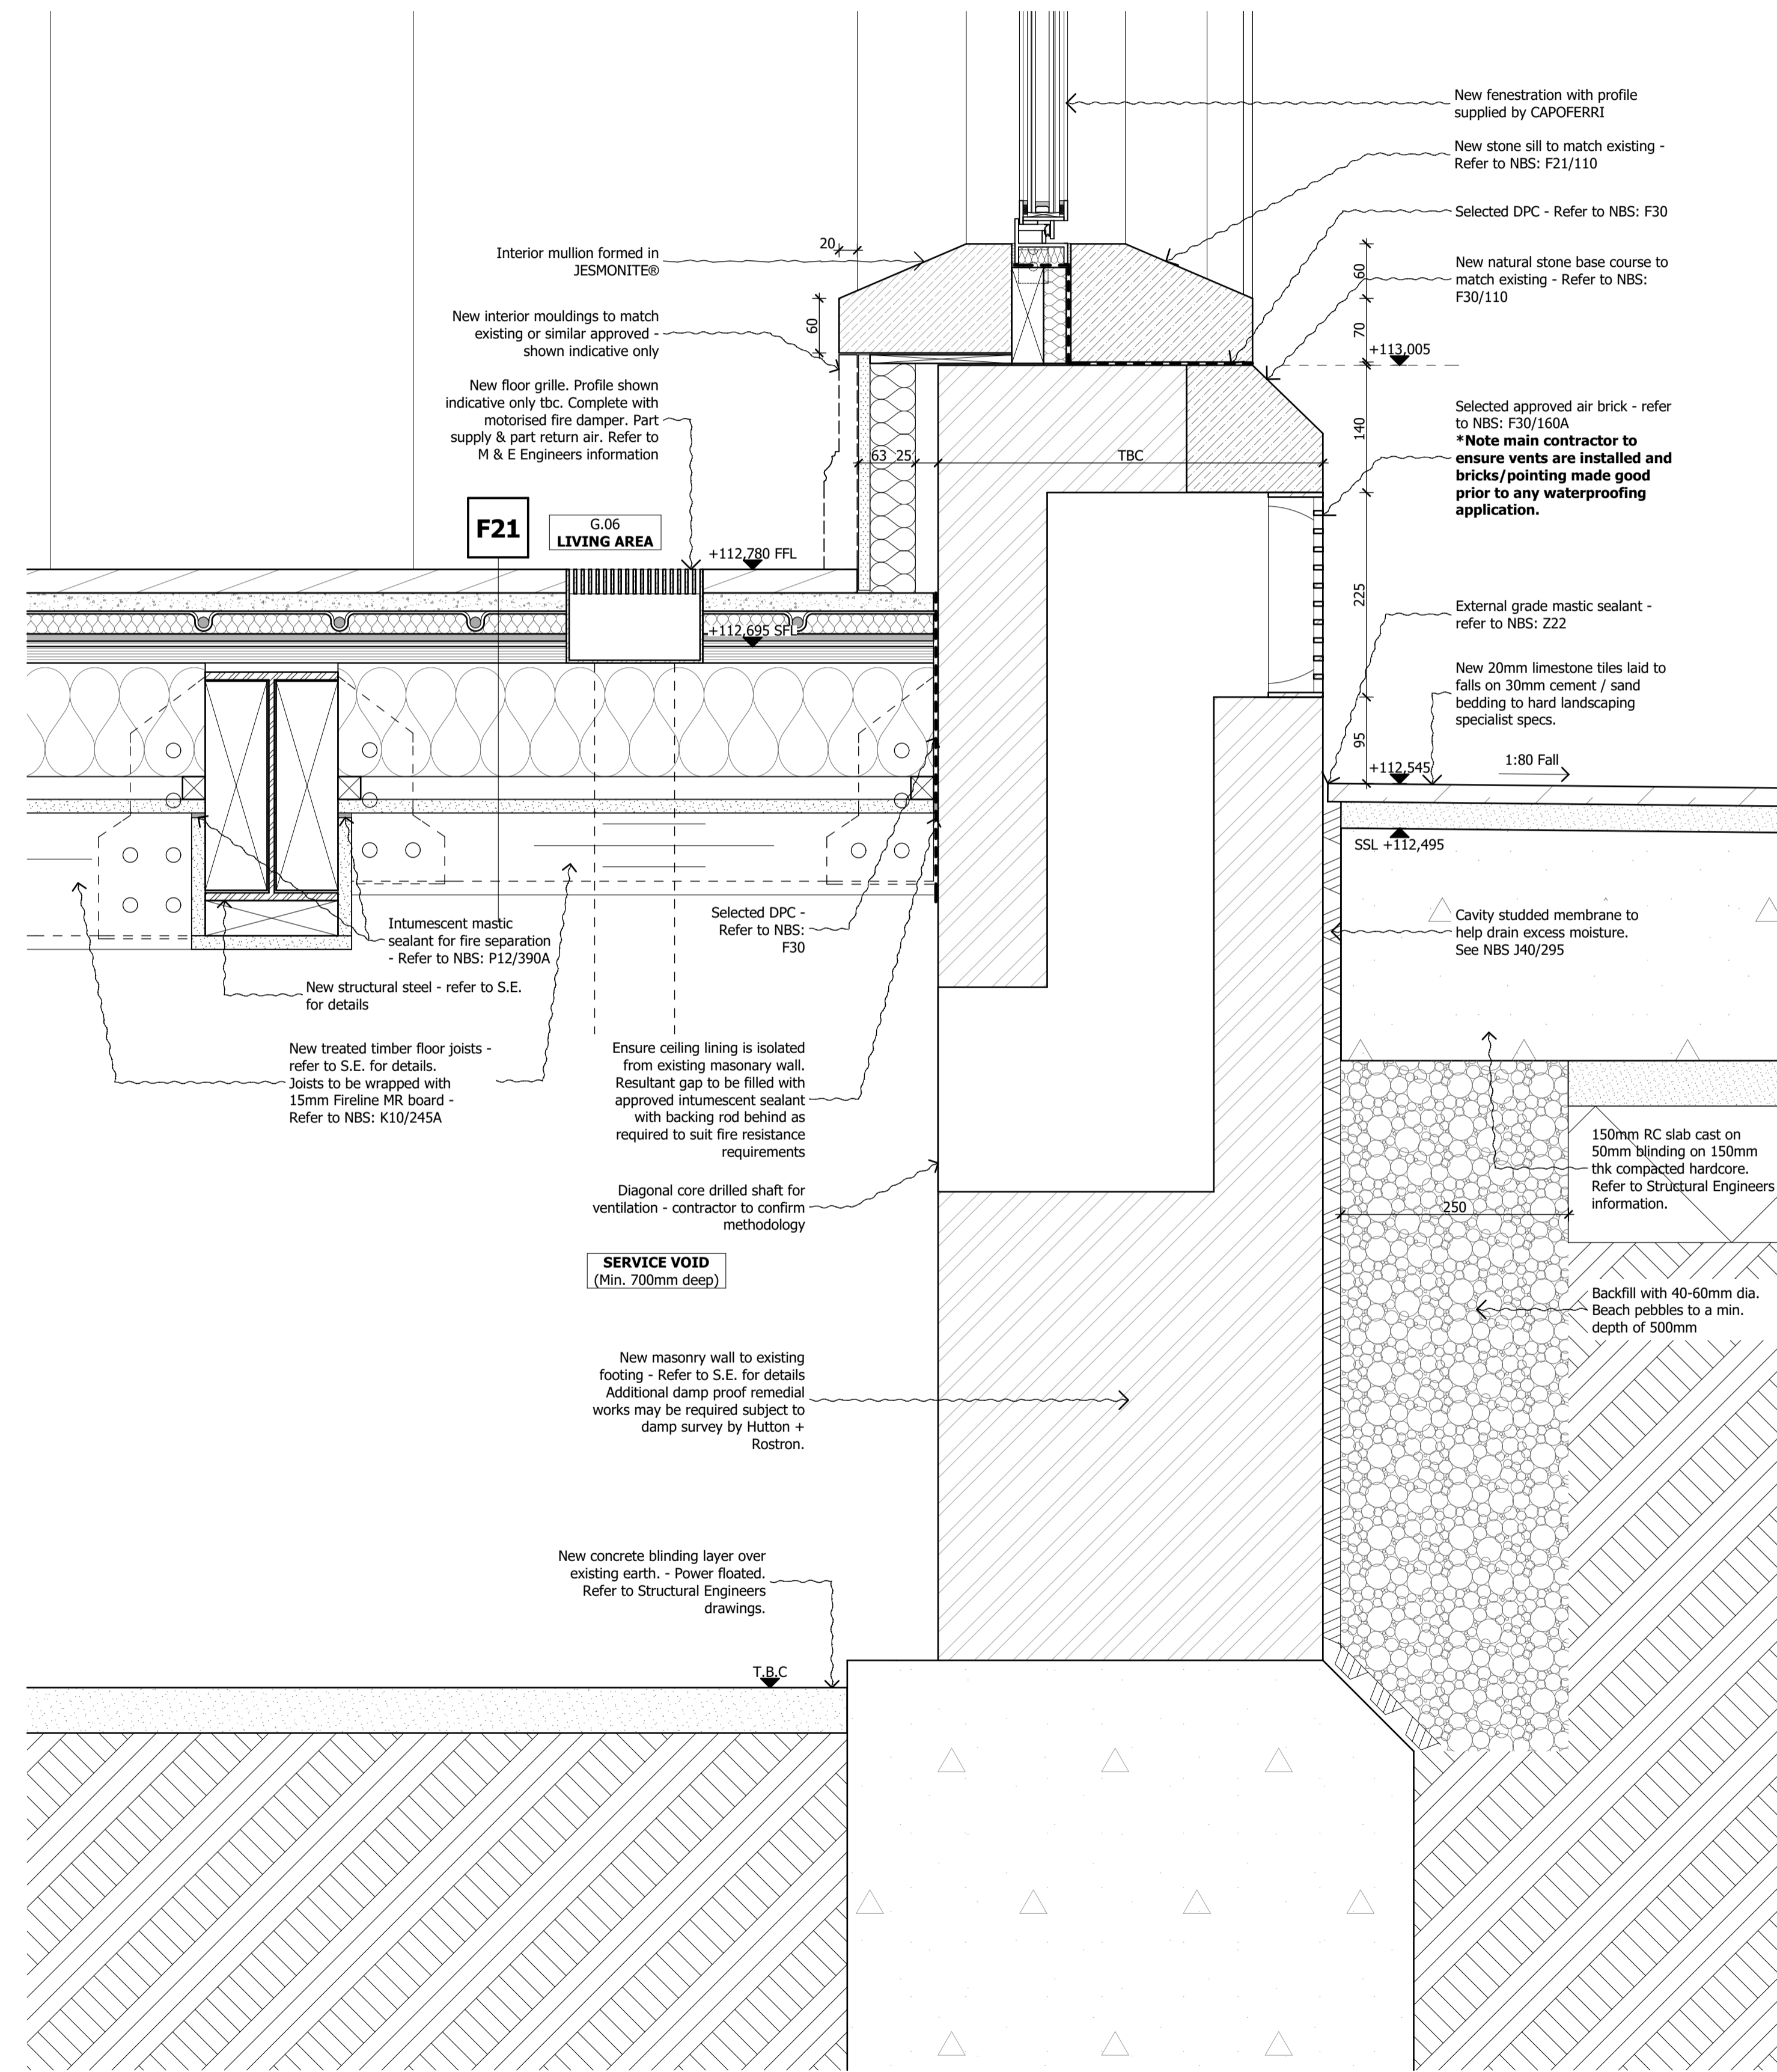 New fenestration with profile
supplied by CAPOFERRI
New stone sill to match existing -
Refer to NBS: F21/110
Selected DPC - Refer to NBS: F30
New natural stone base course to
match existing - Refer to NBS:
F30/110
Selected approved air brick - refer
to NBS: F30/160A
*Note main contractor to
ensure vents are installed and
bricks/pointing made good
prior to any waterproofing
application.
External grade mastic sealant -
refer to NBS: Z22
New 20mm limestone tiles laid to
falls on 30mm cement / sand
bedding to hard landscaping
specialist specs.
1:80 Fall
Cavity studded membrane to
help drain excess moisture.
See NBS J40/295
150mm RC slab cast on
50mm blinding on 150mm
thk compacted hardcore.
Refer to Structural Engineers
information.
Backfill with 40-60mm dia.
Beach pebbles to a min.
depth of 500mm
60
70
+113,005
140
225
95
+112,545
SSL +112,495
250
20
60
63
25
TBC
Interior mullion formed in
JESMONITE®
New interior mouldings to match
existing or similar approved -
shown indicative only
New floor grille. Profile shown
indicative only tbc. Complete with
motorised fire damper. Part
supply & part return air. Refer to
M & E Engineers information
F21
G.06
LIVING AREA
+112,780 FFL
+112,695 SFL
Intumescent mastic
sealant for fire separation
- Refer to NBS: P12/390A
Selected DPC -
Refer to NBS:
F30
New structural steel - refer to S.E.
for details
New treated timber floor joists -
refer to S.E. for details.
Joists to be wrapped with
15mm Fireline MR board -
Refer to NBS: K10/245A
Ensure ceiling lining is isolated
from existing masonary wall.
Resultant gap to be filled with
approved intumescent sealant
with backing rod behind as
required to suit fire resistance
requirements
Diagonal core drilled shaft for
ventilation - contractor to confirm
methodology
SERVICE VOID
(Min. 700mm deep)
New masonry wall to existing
footing - Refer to S.E. for details
Additional damp proof remedial
works may be required subject to
damp survey by Hutton +
Rostron.
New concrete blinding layer over
existing earth. - Power floated.
Refer to Structural Engineers
drawings.
T.B.C